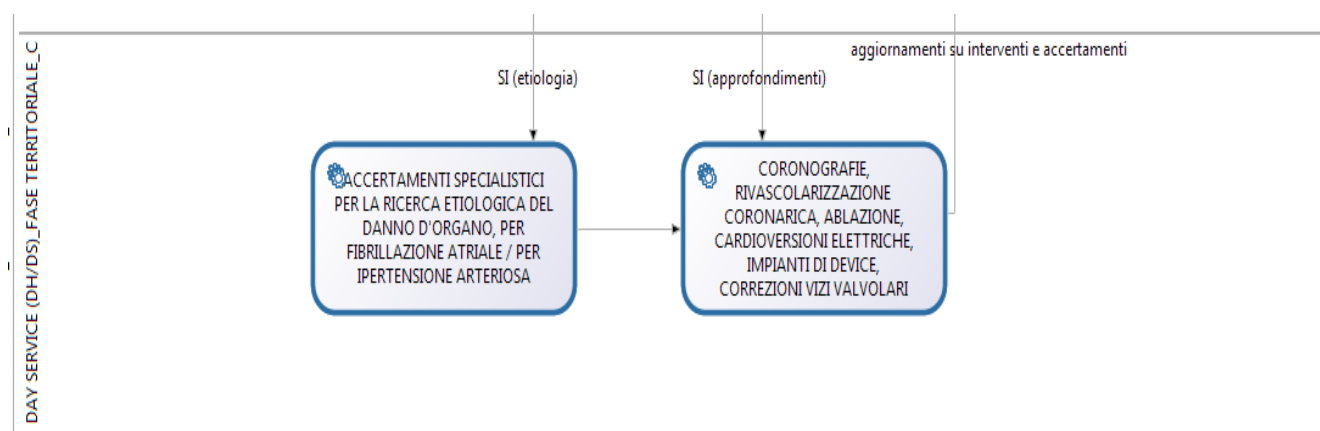 DAY SERVICE (DH/DS)_FASE TERRITORIALE_C
aggiornamenti su interventi e accertamenti
SI (etiologia)
SI (approfondimenti)
ACCERTAMENTI SPECIALISTICI
PER LA RICERCA ETIOLOGICA DEL
DANNO D'ORGANO, PER
FIBRILLAZIONE ATRIALE / PER
IPERTENSIONE ARTERIOSA
CORONOGRAFIE,
RIVASCOLARIZZAZIONE
CORONARICA, ABLAZIONE,
CARDIOVERSIONI ELETTRICHE,
IMPIANTI DI DEVICE,
CORREZIONI VIZI VALVOLARI